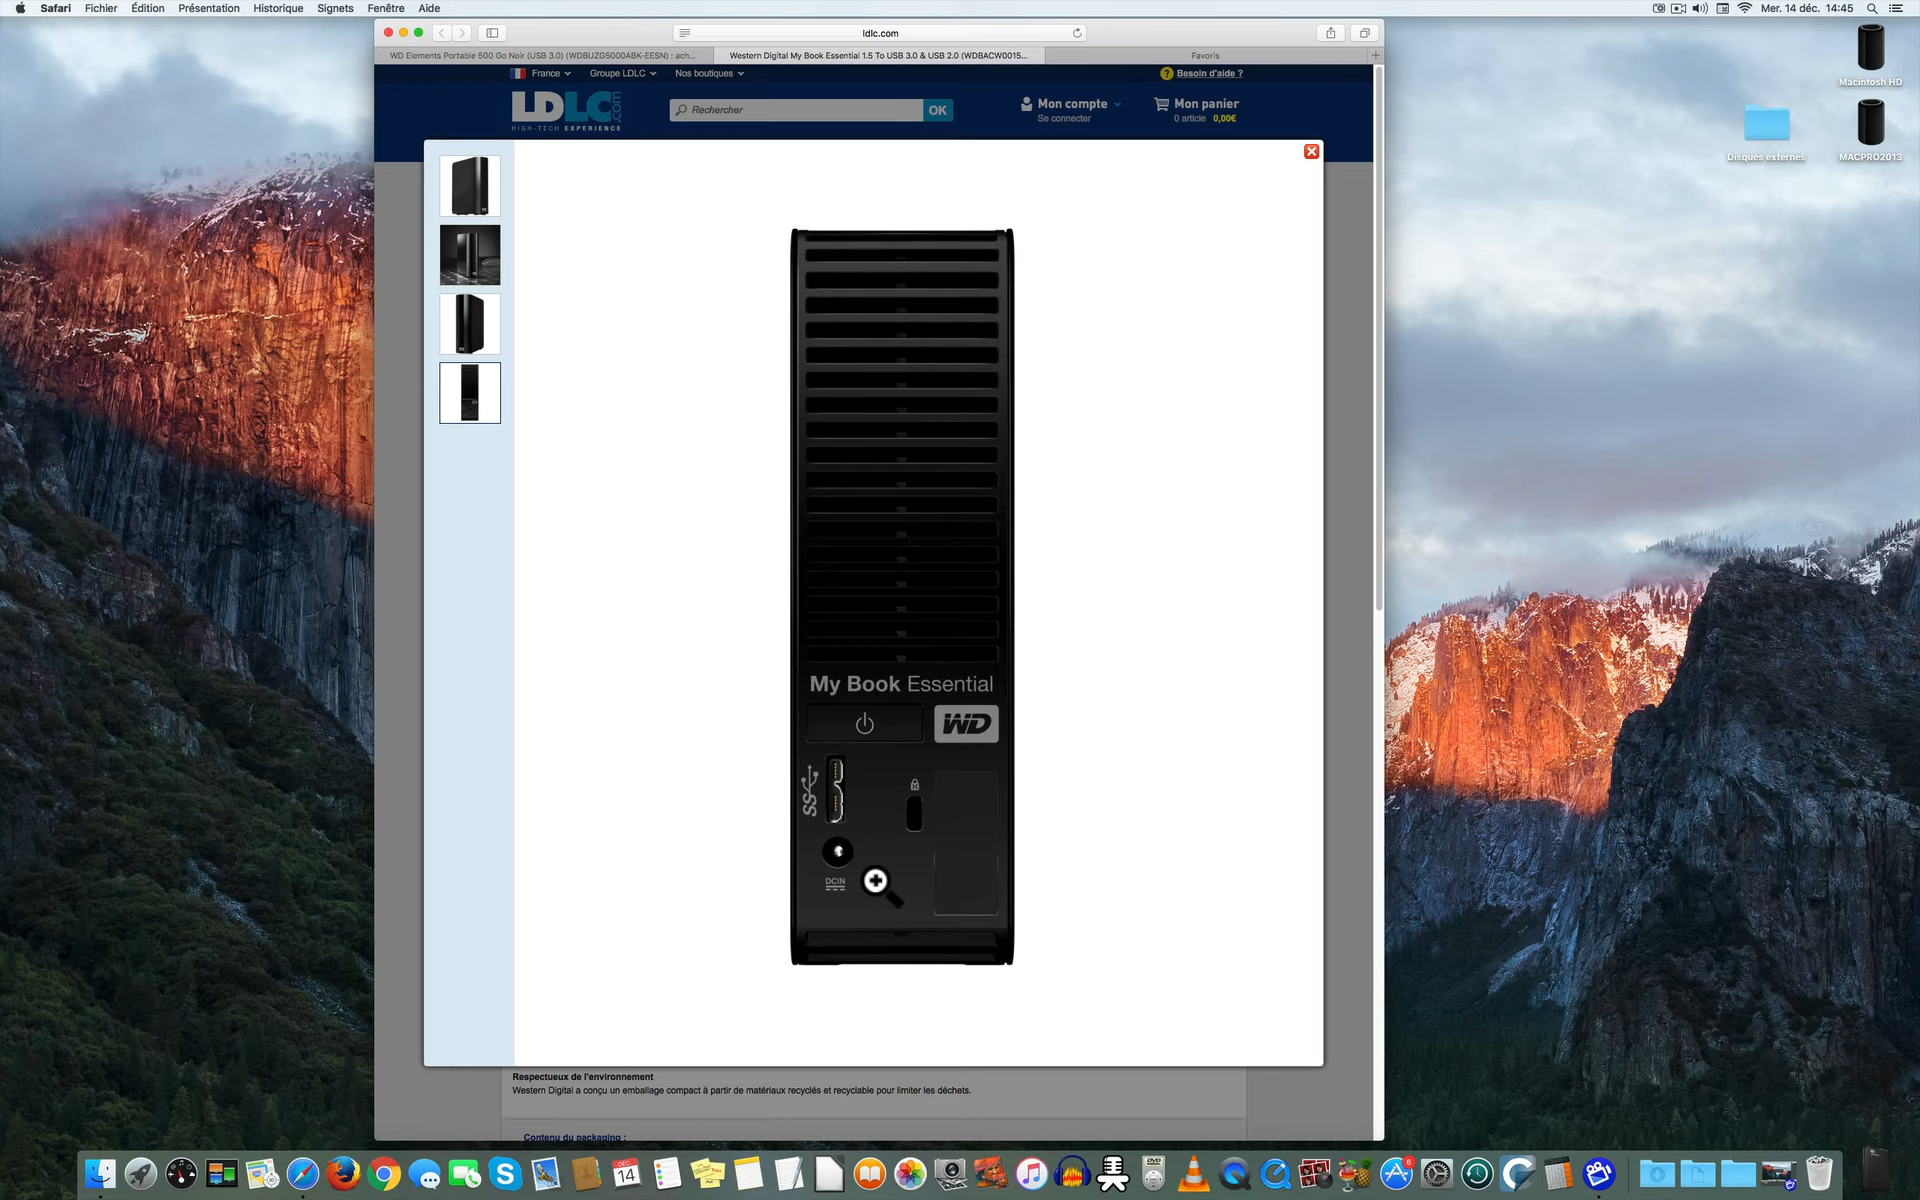 Safari Fichier Édition Présentation Historique Signets Fenêtre Aide
Mer. 14 déc. 14:45
ldlc.com
WD Elements Portable 500 Go Noir (USB 3.0) (WDBUZG5000ABK-EESN) : ach...
Western Digital My Book Essential 1.5 To USB 3.0 & USB 2.0 (WDBACW0015...
Favoris
France Groupe LDLC Nos boutiques
? Besoin d'aide ?
LDLC.com
HIGH-TECH EXPERIENCE
Rechercher OK
Mon compte
Se connecter
Mon panier
0 article 0,00€
Macintosh HD
Disques externes
MACPRO2013
My Book Essential
WD
SS
DCIN
Respectueux de l'environnement
Western Digital a conçu un emballage compact à partir de matériaux recyclés et recyclable pour limiter les déchets.
Contenu du packaging :
DEC
14
6